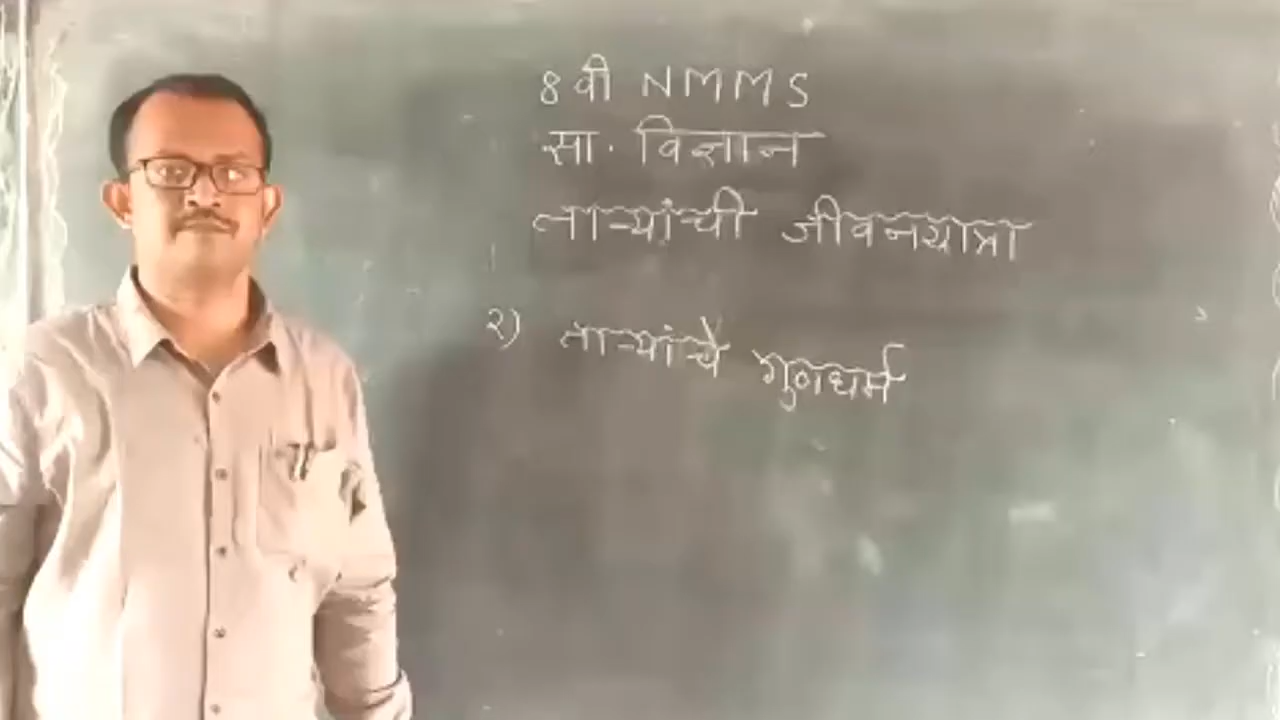 8 वी NMMS
सा. विज्ञान
ताऱ्यांची जीवनयात्रा
२) ताऱ्यांचे गुणधर्म